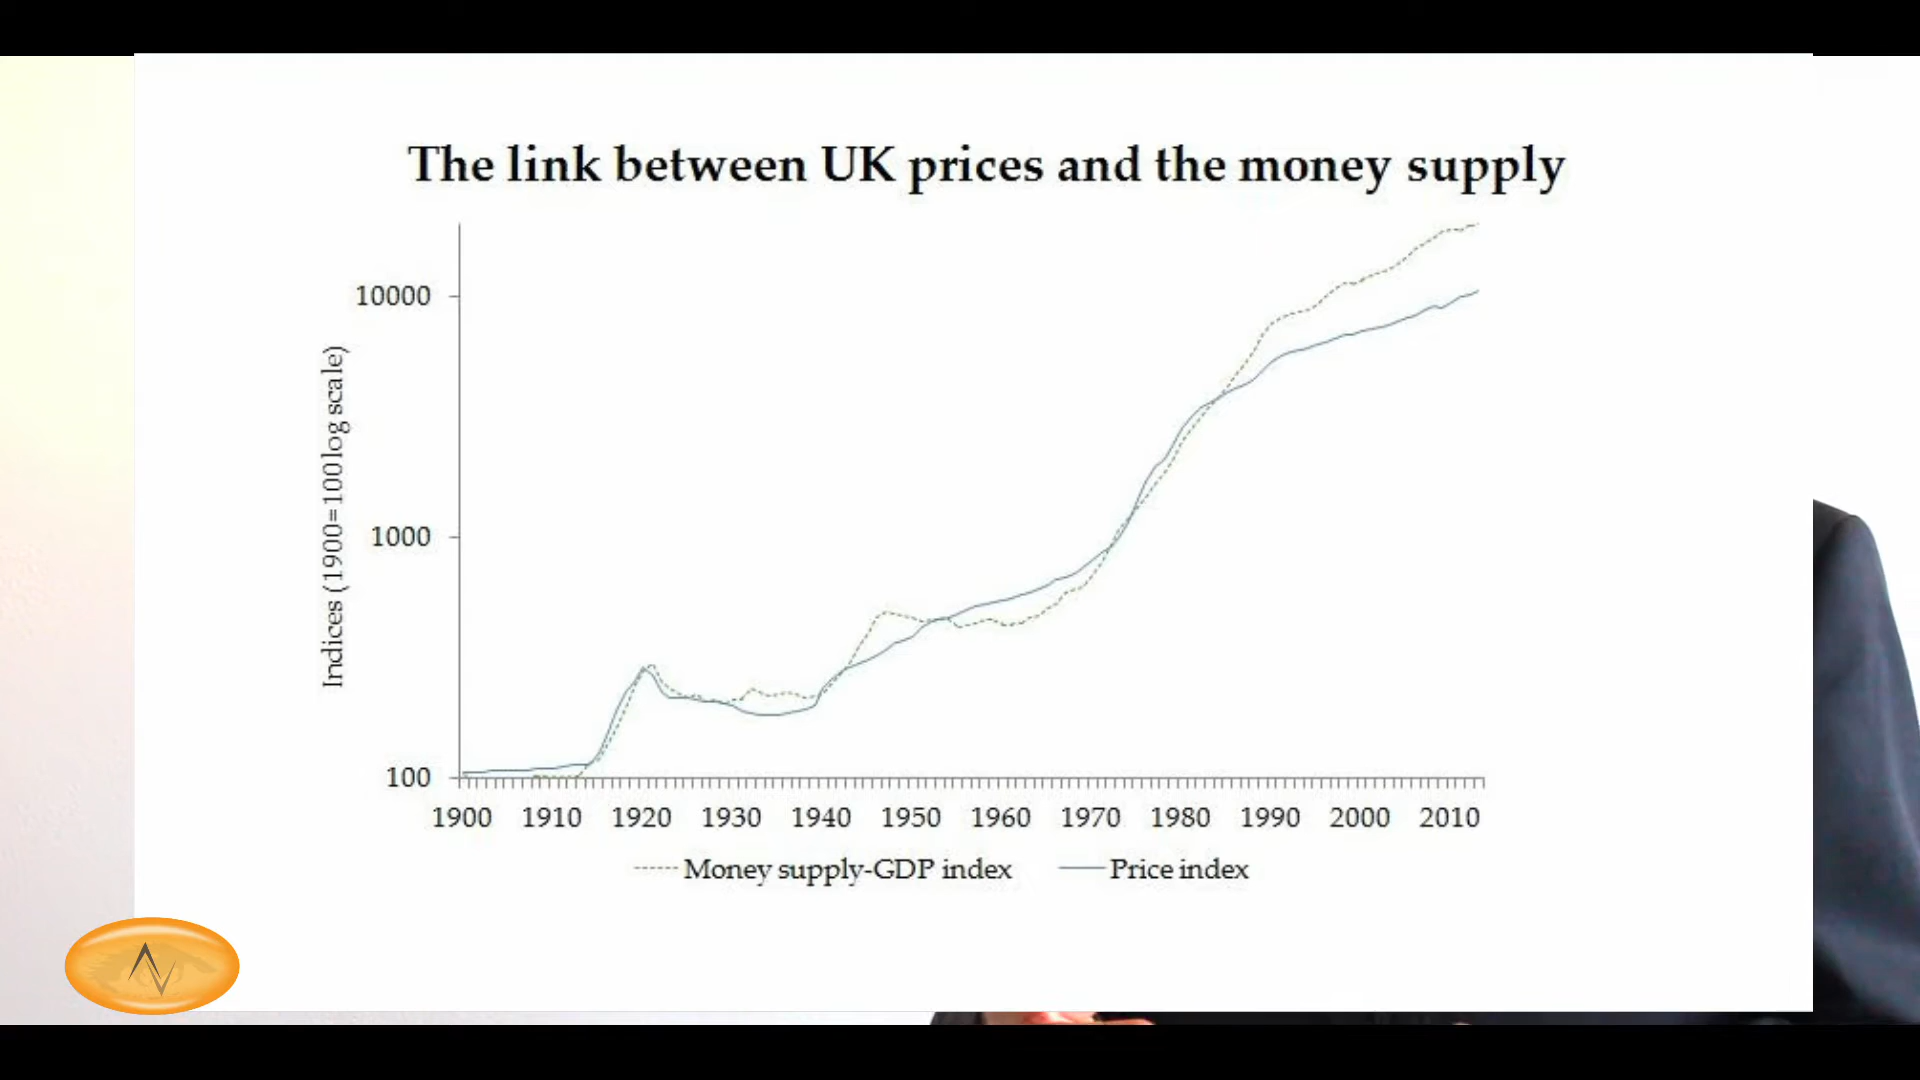 The link between UK prices and the money supply
Indices (1900=100 log scale)
10000
1000
100
1900 1910 1920 1930 1940 1950 1960 1970 1980 1990 2000 2010
Money supply-GDP index Price index